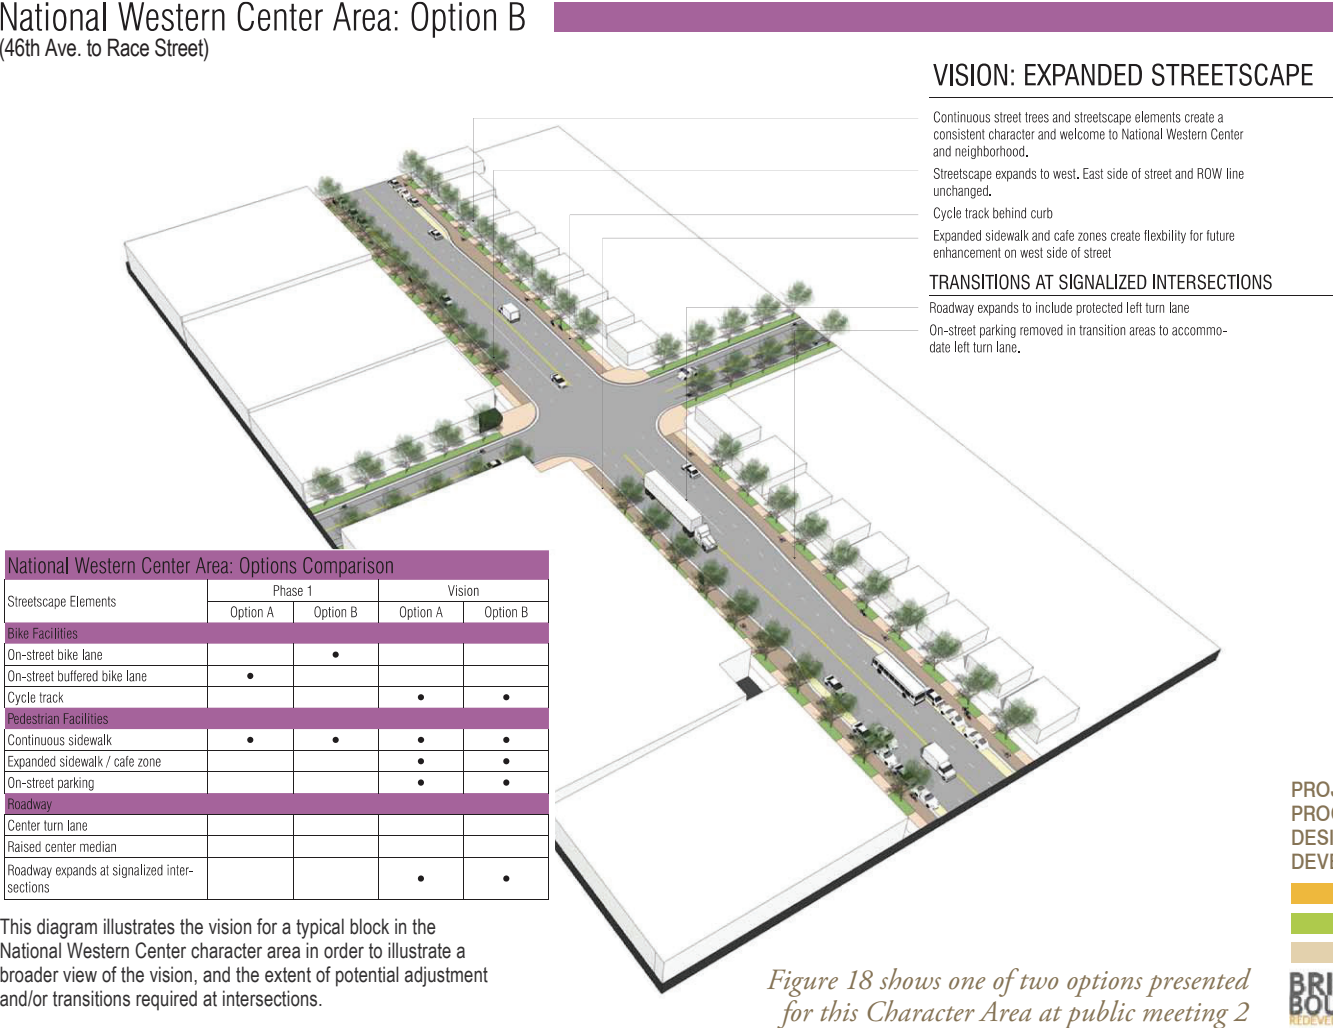 National Western Center Area: Option B
(46th Ave. to Race Street)
VISION: EXPANDED STREETSCAPE
Continuous street trees and streetscape elements create a
consistent character and welcome to National Western Center
and neighborhood.
Streetscape expands to west. East side of street and ROW line
unchanged.
Cycle track behind curb
Expanded sidewalk and cafe zones create flexbility for future
enhancement on west side of street
TRANSITIONS AT SIGNALIZED INTERSECTIONS
Roadway expands to include protected left turn lane
On-street parking removed in transition areas to accommo-
date left turn lane.
National Western Center Area: Options Comparison
Streetscape Elements
Phase 1
Vision
Option A
Option B
Option A
Option B
Bike Facilities
On-street bike lane
On-street buffered bike lane
Cycle track
Pedestrian Facilities
Continuous sidewalk
Expanded sidewalk / cafe zone
On-street parking
Roadway
Center turn lane
Raised center median
Roadway expands at signalized inter-
sections
This diagram illustrates the vision for a typical block in the
National Western Center character area in order to illustrate a
broader view of the vision, and the extent of potential adjustment
and/or transitions required at intersections.
Figure 18 shows one of two options presented
for this Character Area at public meeting 2